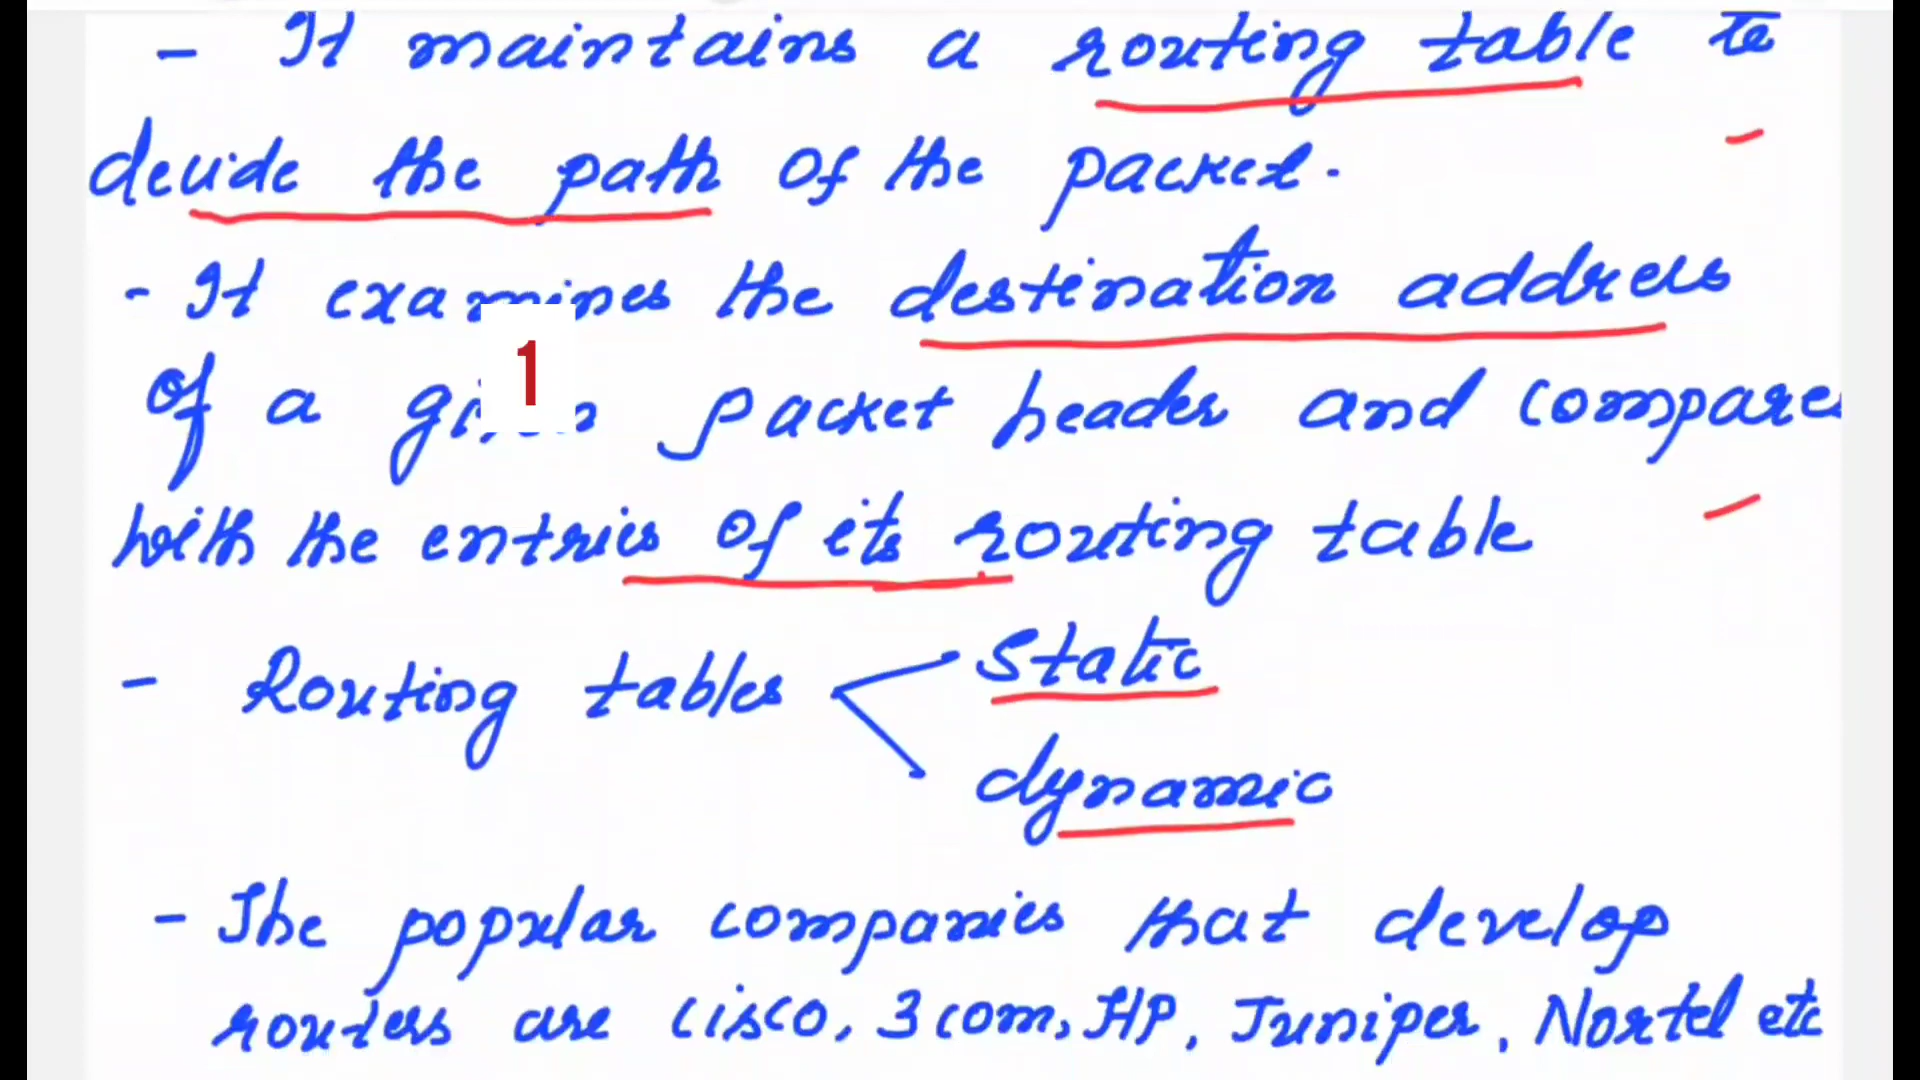 - It maintains a routing table to
decide the path of the packet.
- It examines the destination address
of a given packet header and compares
1
with the entries of its routing table
- Routing tables static
dynamic
- The popular companies that develop
routers are cisco, 3com, HP, Juniper, Nortel etc